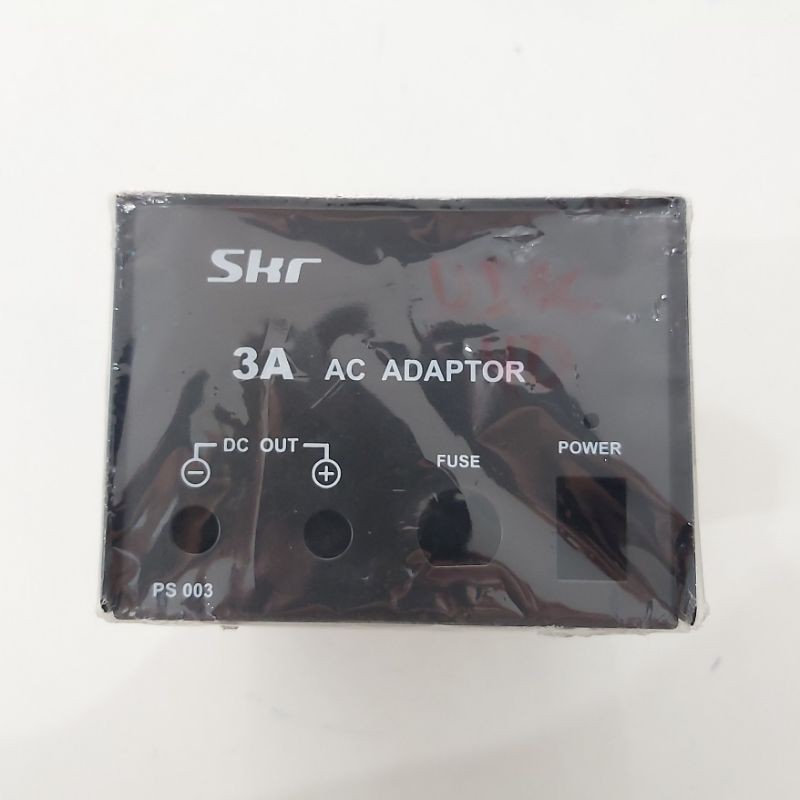 Skr
3A AC ADAPTOR
DC OUT
− +
FUSE
POWER
PS 003